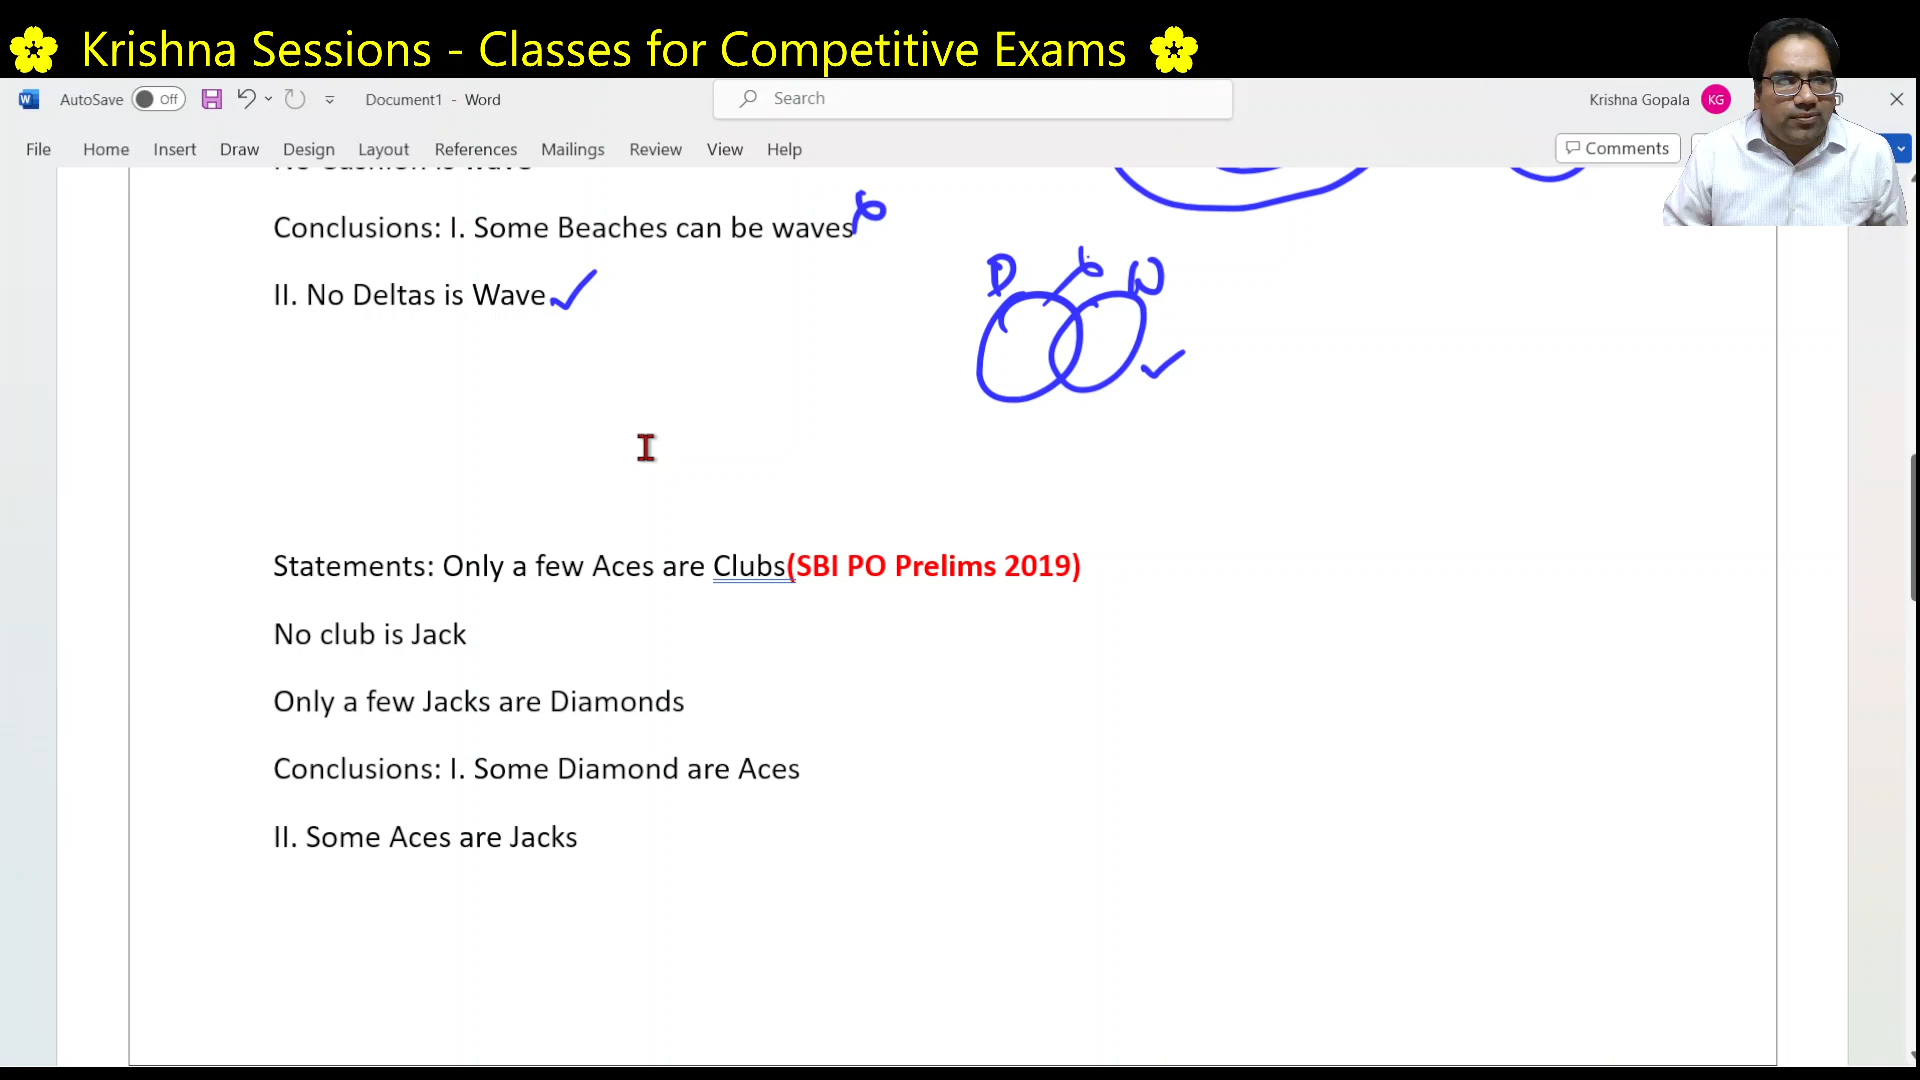 Krishna Sessions - Classes for Competitive Exams
AutoSave Off Document1 - Word Search Krishna Gopala KG
File Home Insert Draw Design Layout References Mailings Review View Help Comments
Conclusions: I. Some Beaches can be waves
D W
II. No Deltas is Wave
Statements: Only a few Aces are Clubs(SBI PO Prelims 2019)
No club is Jack
Only a few Jacks are Diamonds
Conclusions: I. Some Diamond are Aces
II. Some Aces are Jacks